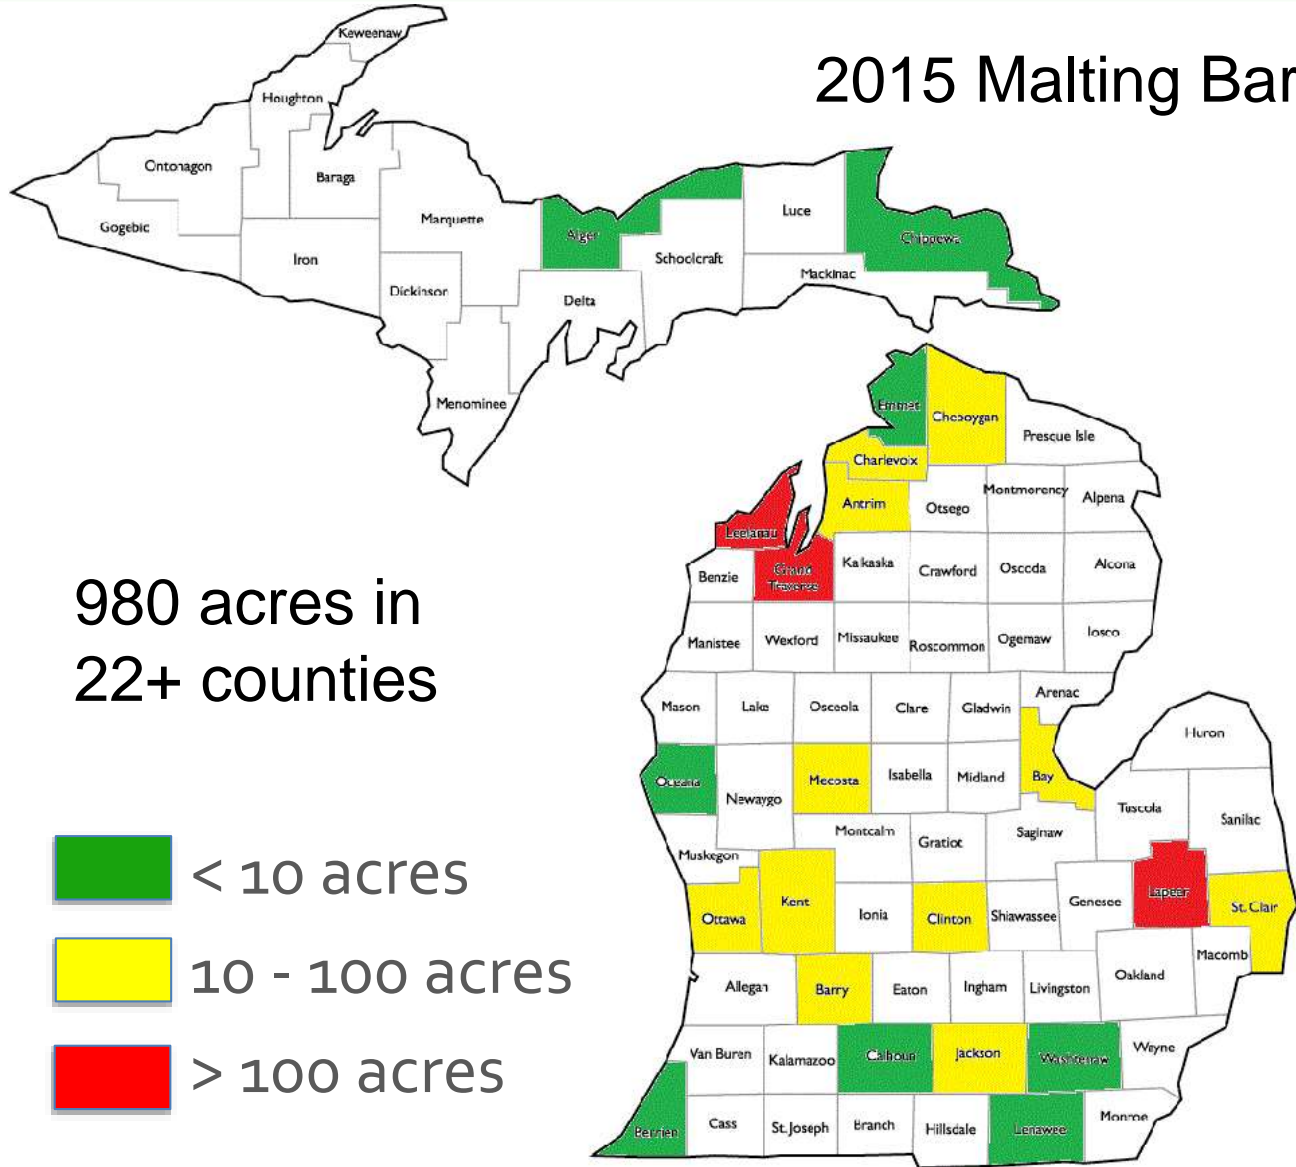 2015 Malting Bar
Keweenaw
Houghton
Ontonagon
Baraga
Gogebic
Marquette
Iron
Dickinson
Alger
Luce
Chippewa
Schoolcraft
Mackinac
Delta
Menominee
Emmet
Cheboygan
Presque Isle
Charlevoix
Antrim
Otsego
Montmorency
Alpena
Leelanau
Benzie
Grand
Traverse
Kalkaska
Crawford
Oscoda
Alcona
980 acres in
22+ counties
Manistee
Wexford
Missaukee
Roscommon
Ogemaw
Iosco
Mason
Lake
Osceola
Clare
Gladwin
Arenac
Huron
Oceana
Newaygo
Mecosta
Isabella
Midland
Bay
Tuscola
Sanilac
Muskegon
Montcalm
Gratiot
Saginaw
< 10 acres
Ottawa
Kent
Ionia
Clinton
Shiawassee
Genesee
Lapeer
St. Clair
10 - 100 acres
Allegan
Barry
Eaton
Ingham
Livingston
Oakland
Macomb
> 100 acres
Van Buren
Kalamazoo
Calhoun
Jackson
Washtenaw
Wayne
Berrien
Cass
St. Joseph
Branch
Hillsdale
Lenawee
Monroe